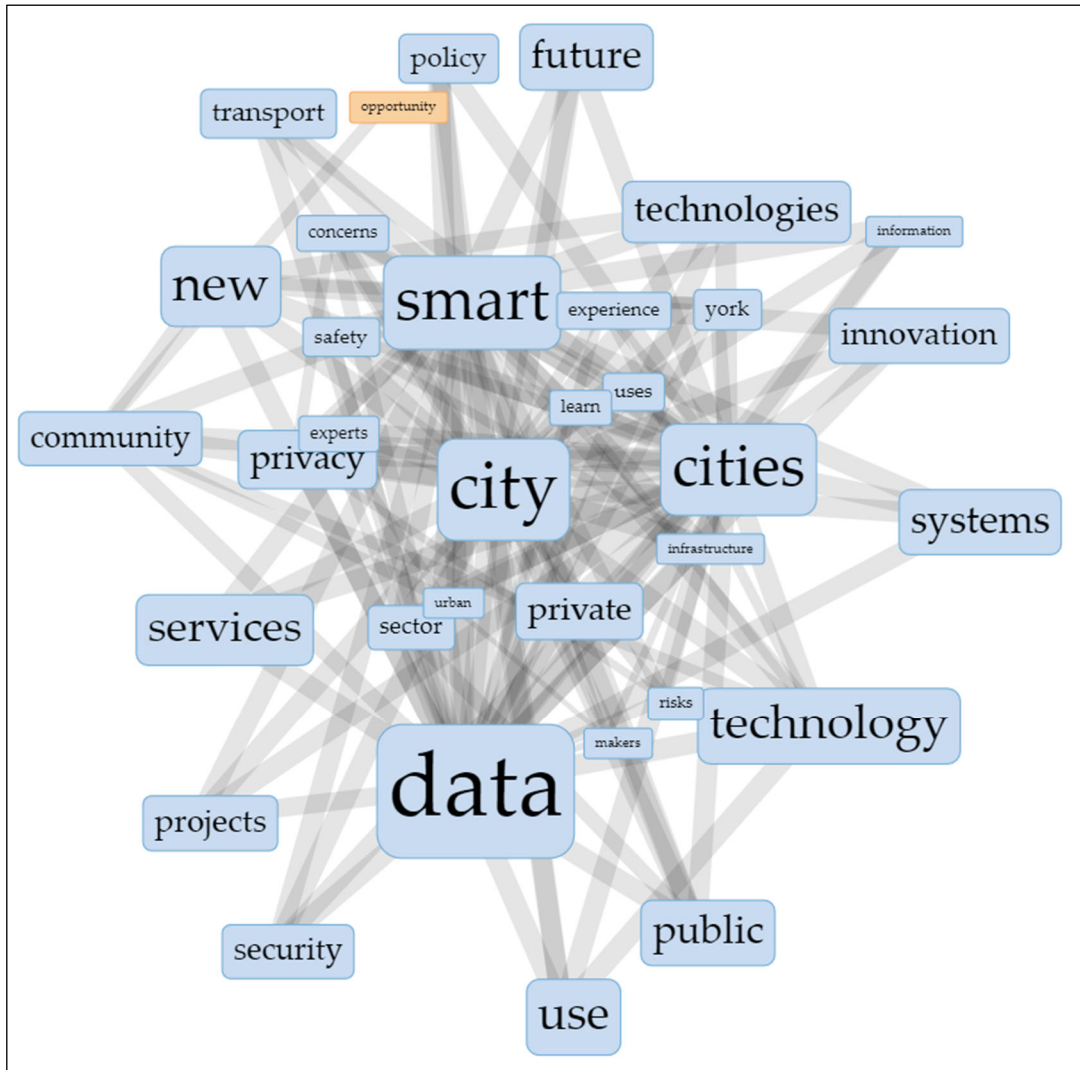 policy
future
opportunity
transport
technologies
concerns
information
new
smart
experience
york
safety
innovation
uses
learn
community
experts
privacy
city
cities
systems
infrastructure
urban
private
services
sector
risks
technology
makers
data
projects
public
security
use